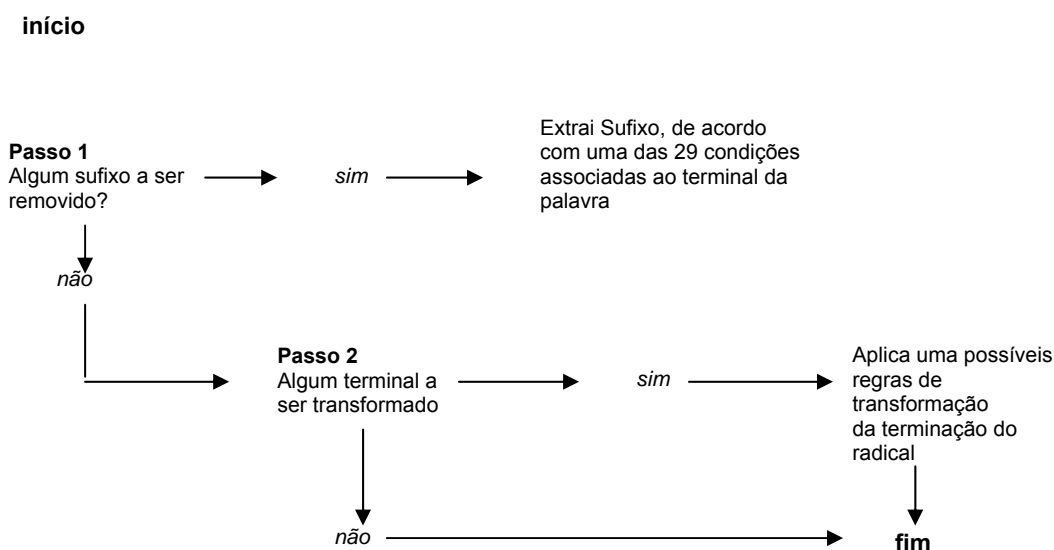 início
Passo 1
Algum sufixo a ser
removido?
sim
Extrai Sufixo, de acordo
com uma das 29 condições
associadas ao terminal da
palavra
não
Passo 2
Algum terminal a
ser transformado
sim
Aplica uma possíveis
regras de
transformação
da terminação do
radical
não
fim